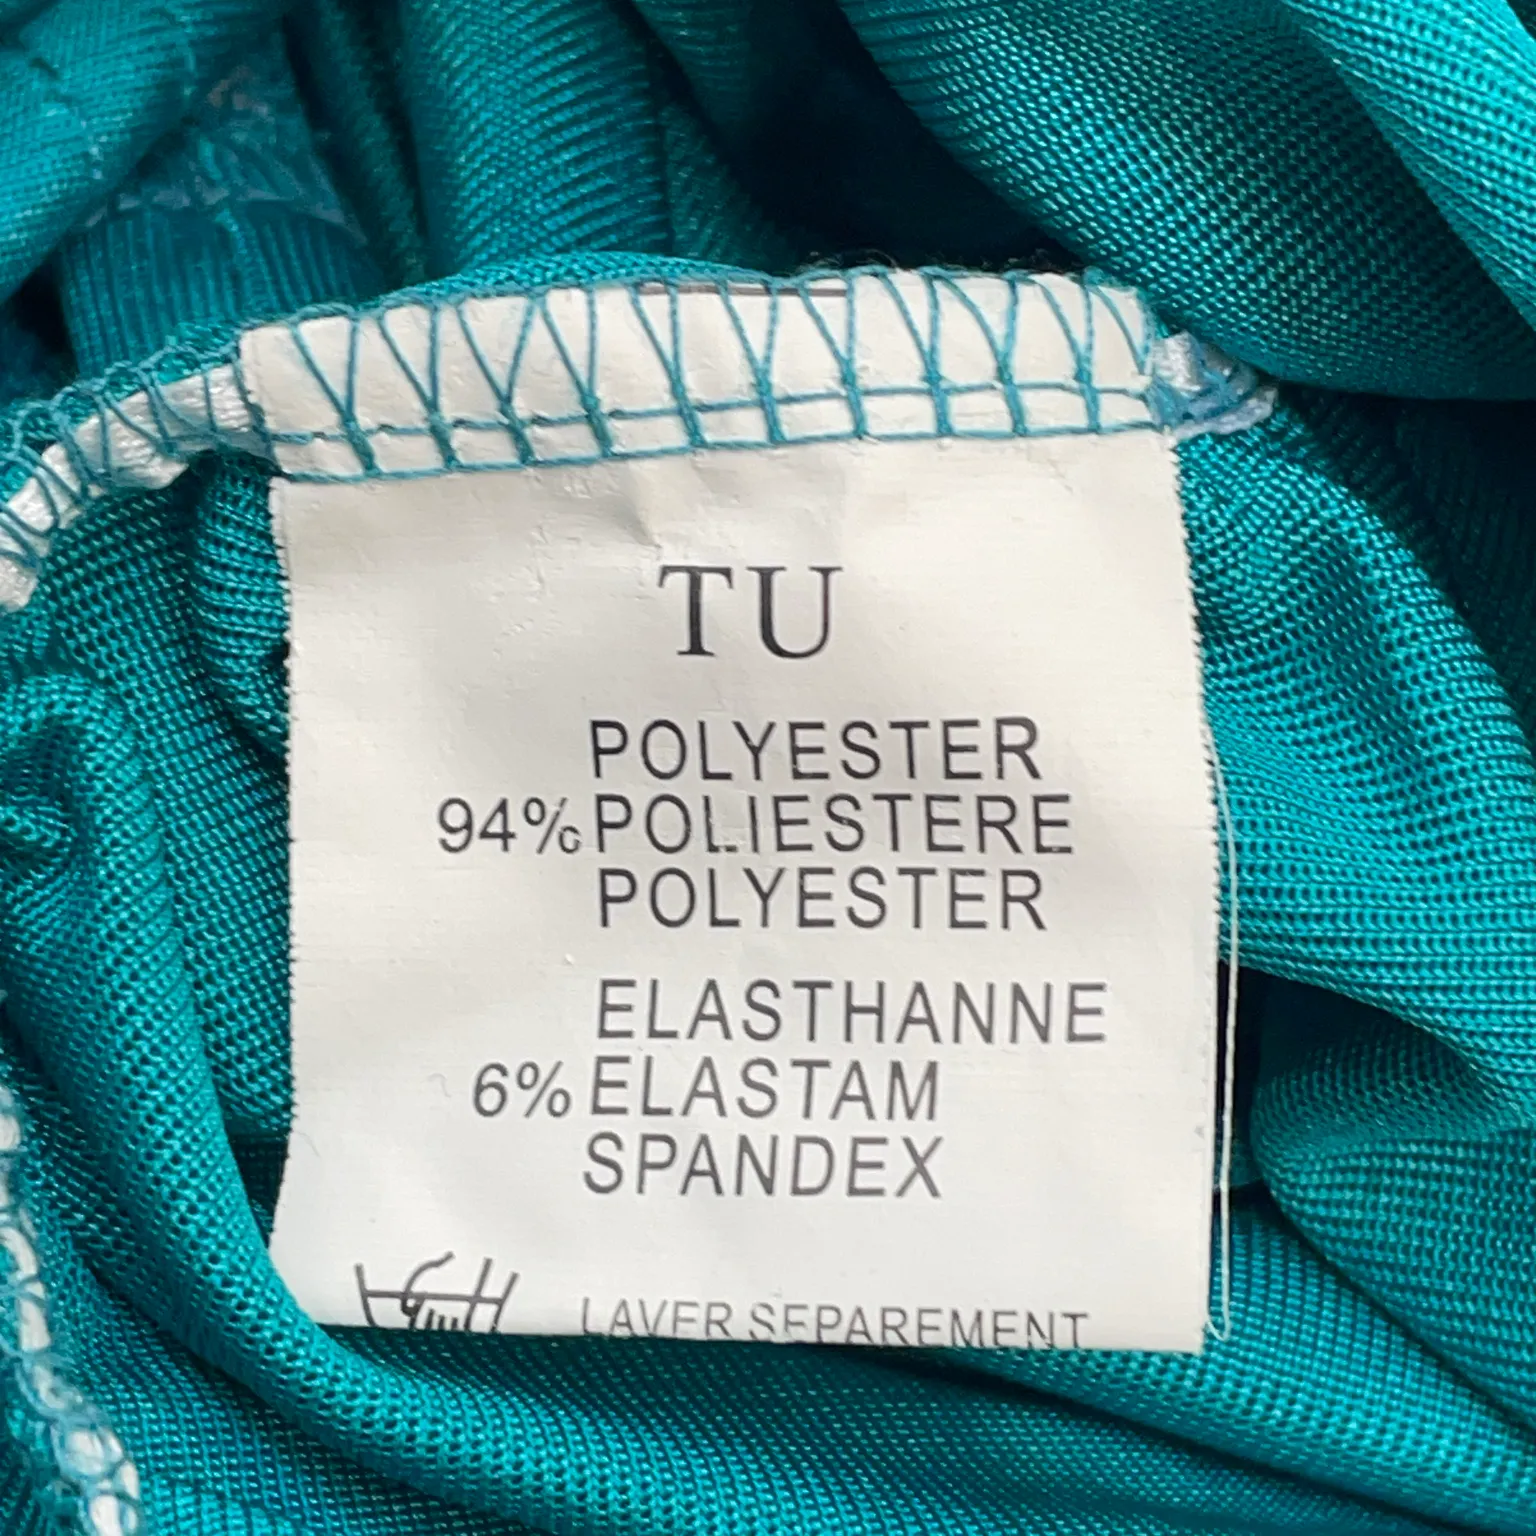 TU
POLYESTER
94% POLIESTERE
POLYESTER
ELASTHANNE
6% ELASTAM
SPANDEX
LAVER SEPAREMENT